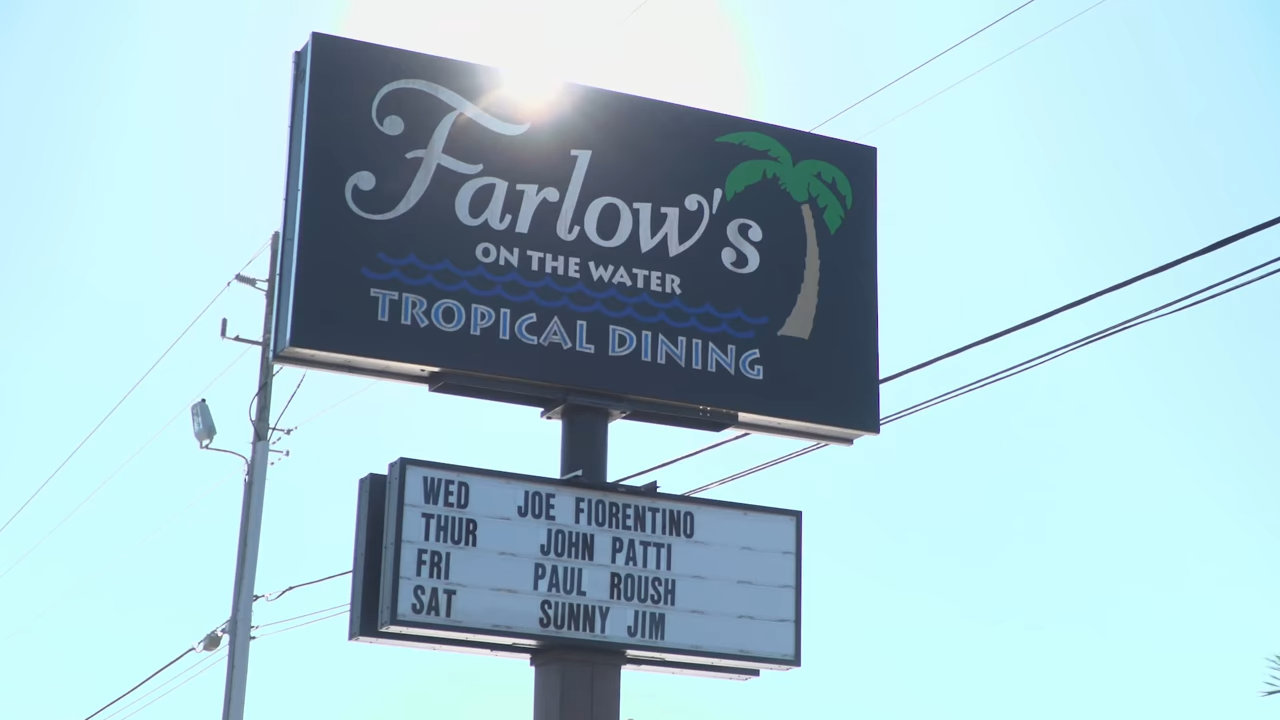 Farlow's
ON THE WATER
TROPICAL DINING
WED JOE FIORENTINO
THUR JOHN PATTI
FRI PAUL ROUSH
SAT SUNNY JIM